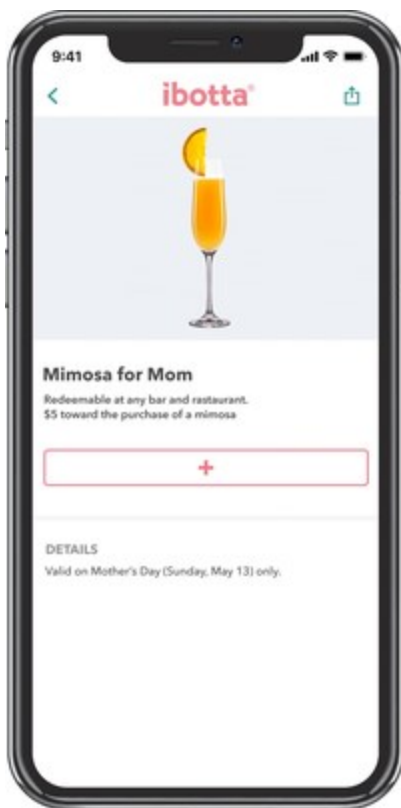 9:41
ibotta®
Mimosa for Mom
Redeemable at any bar and restaurant.
$5 toward the purchase of a mimosa
+
DETAILS
Valid on Mother's Day (Sunday, May 13) only.